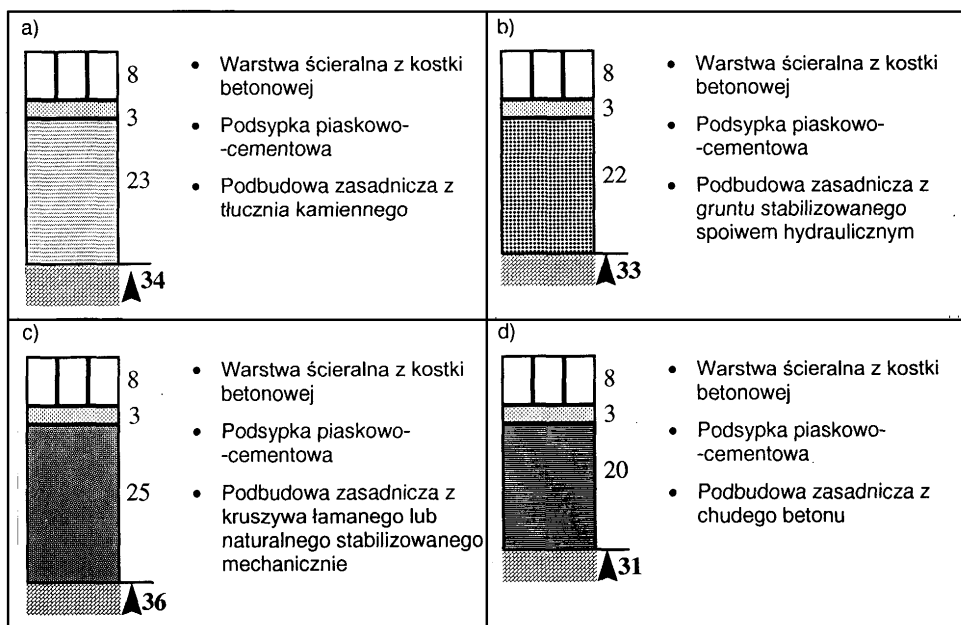 a)
8
3
23
34
• Warstwa ścieralna z kostki
betonowej
• Podsypka piaskowo-
-cementowa
• Podbudowa zasadnicza z
tłucznia kamiennego
b)
8
3
22
33
• Warstwa ścieralna z kostki
betonowej
• Podsypka piaskowo-
-cementowa
• Podbudowa zasadnicza z
gruntu stabilizowanego
spoiwem hydraulicznym
c)
8
3
25
36
• Warstwa ścieralna z kostki
betonowej
• Podsypka piaskowo-
-cementowa
• Podbudowa zasadnicza z
kruszywa łamanego lub
naturalnego stabilizowanego
mechanicznie
d)
8
3
20
31
• Warstwa ścieralna z kostki
betonowej
• Podsypka piaskowo-
-cementowa
• Podbudowa zasadnicza z
chudego betonu